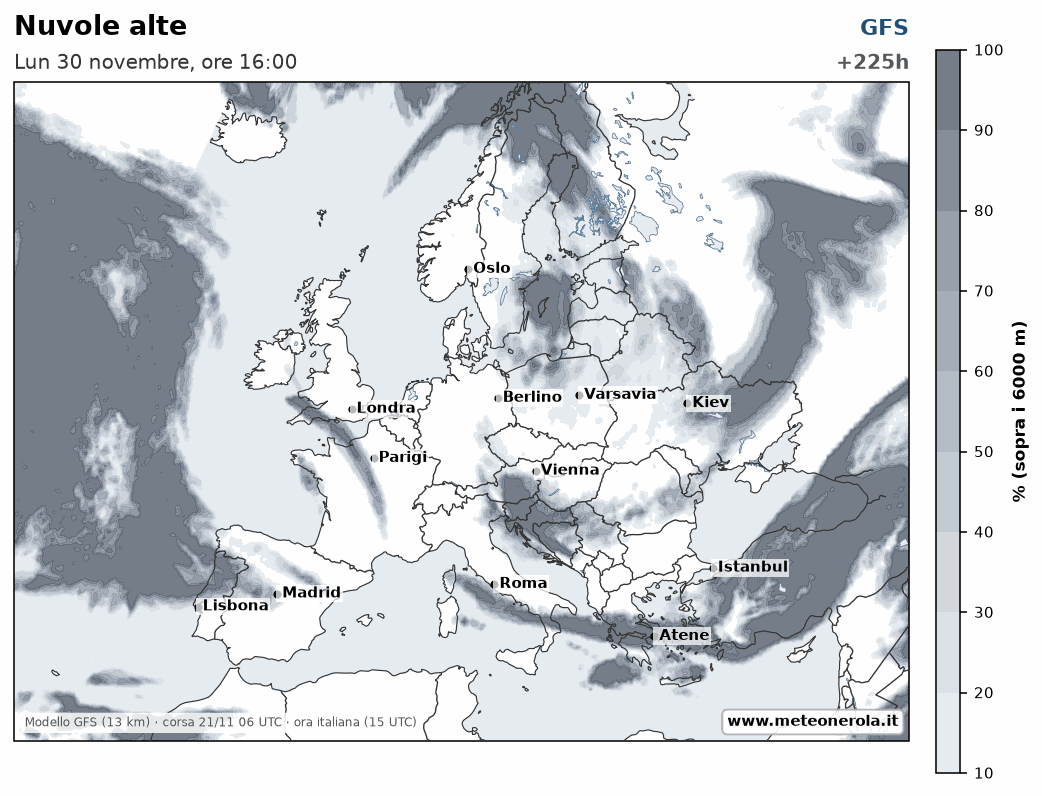 Nuvole alte
GFS
Lun 30 novembre, ore 16:00
+225h
100
90
80
70
60
50
40
30
20
10
% (sopra i 6000 m)
Oslo
Berlino
Varsavia
Kiev
Londra
Parigi
Vienna
Istanbul
Roma
Madrid
Lisbona
Atene
Modello GFS (13 km) · corsa 21/11 06 UTC · ora italiana (15 UTC)
www.meteonerola.it